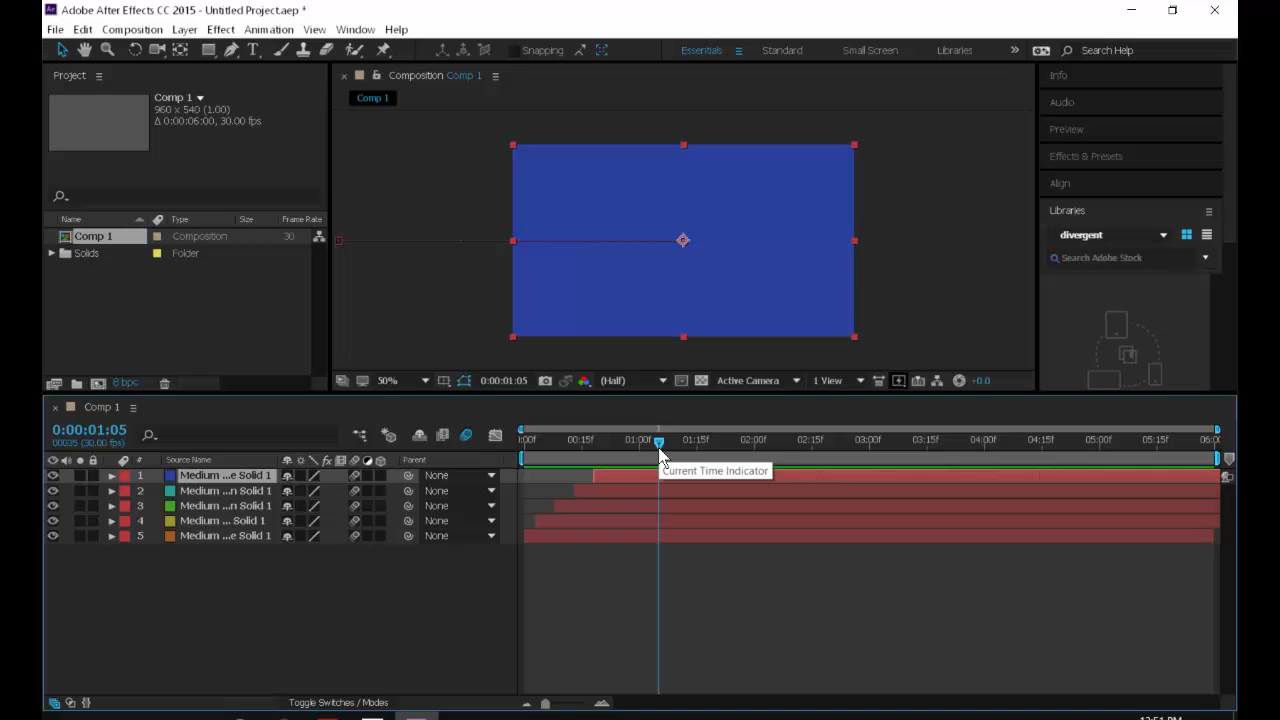 Adobe After Effects CC 2015 - Untitled Project.aep *
File Edit Composition Layer Effect Animation View Window Help
Snapping
Essentials Standard Small Screen Libraries » Search Help
Project
Composition Comp 1
Comp 1
Comp 1
960 x 540 (1.00)
Δ 0:00:06:00, 30.00 fps
Name Type Size Frame Rate
Comp 1 Composition 30
Solids Folder
8 bpc
50% 0:00:01:05 (Half) Active Camera 1 View +0.0
Info
Audio
Preview
Effects & Presets
Align
Libraries
divergent
Search Adobe Stock
Comp 1
0:00:01:05
00035 (30.00 fps)
:00f 00:15f 01:00f 01:15f 02:00f 02:15f 03:00f 03:15f 04:00f 04:15f 05:00f 05:15f 06:0
# Source Name fx Parent
1 Medium ...e Solid 1 None
Current Time Indicator
2 Medium ...n Solid 1 None
3 Medium ...n Solid 1 None
4 Medium ... Solid 1 None
5 Medium ...e Solid 1 None
Toggle Switches / Modes